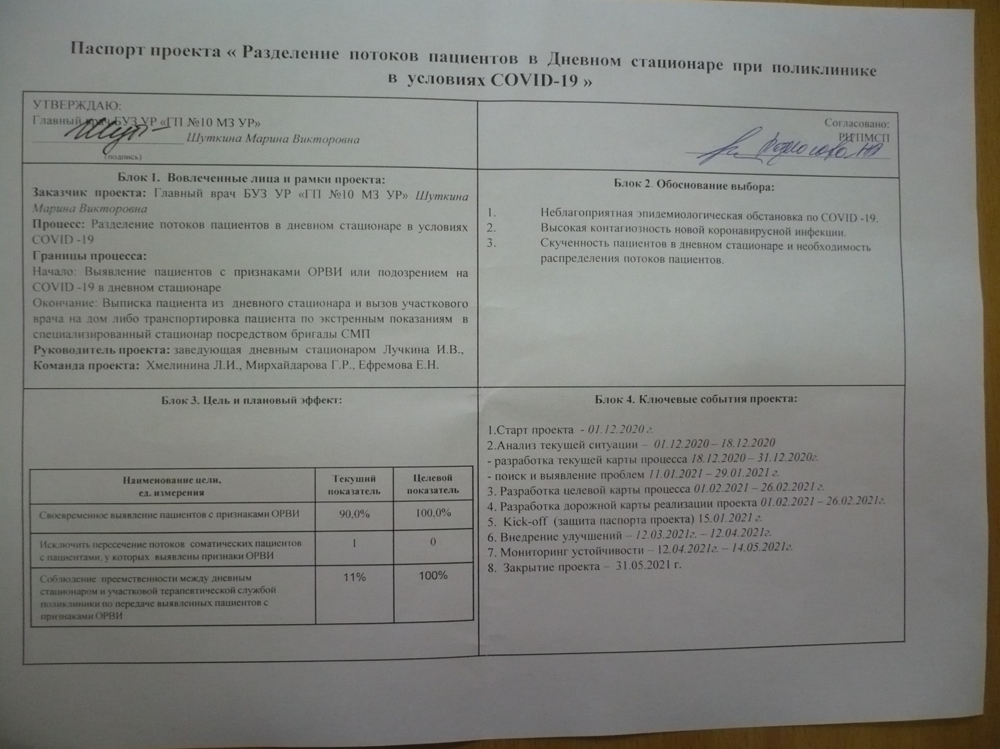 Паспорт проекта « Разделение потоков пациентов в Дневном стационаре при поликлинике
в условиях COVID-19 »
УТВЕРЖДАЮ:
Главный врач БУЗ УР «ГП №10 МЗ УР»
Шуткина Марина Викторовна
(подпись)
Согласовано:
РЦПМСП
Блок 1. Вовлеченные лица и рамки проекта:
Заказчик проекта: Главный врач БУЗ УР «ГП №10 МЗ УР» Шуткина
Марина Викторовна
Процесс: Разделение потоков пациентов в дневном стационаре в условиях
COVID -19
Границы процесса:
Начало: Выявление пациентов с признаками ОРВИ или подозрением на
COVID -19 в дневном стационаре
Окончание: Выписка пациента из дневного стационара и вызов участкового
врача на дом либо транспортировка пациента по экстренным показаниям в
специализированный стационар посредством бригады СМП
Руководитель проекта: заведующая дневным стационаром Лучкина И.В.,
Команда проекта: Хмелинина Л.И., Мирхайдарова Г.Р., Ефремова Е.Н.
Блок 2. Обоснование выбора:
1. Неблагоприятная эпидемиологическая обстановка по COVID -19.
2. Высокая контагиозность новой коронавирусной инфекции.
3. Скученность пациентов в дневном стационаре и необходимость
распределения потоков пациентов.
Блок 3. Цель и плановый эффект:
Наименование цели, Текущий Целевой
ед. измерения показатель показатель
Своевременное выявление пациентов с признаками ОРВИ 90,0% 100,0%
Исключить пересечение потоков соматических пациентов 1 0
с пациентами, у которых выявлены признаки ОРВИ
Соблюдение преемственности между дневным 11% 100%
стационаром и участковой терапевтической службой
поликлиники по передаче выявленных пациентов с
признаками ОРВИ
Блок 4. Ключевые события проекта:
1.Старт проекта - 01.12.2020 г.
2.Анализ текущей ситуации – 01.12.2020 – 18.12.2020
- разработка текущей карты процесса 18.12.2020 – 31.12.2020г.
- поиск и выявление проблем 11.01.2021 – 29.01.2021 г.
3. Разработка целевой карты процесса 01.02.2021 – 26.02.2021 г.
4. Разработка дорожной карты реализации проекта 01.02.2021 – 26.02.2021г.
5. Kick-off (защита паспорта проекта) 15.01.2021 г.
6. Внедрение улучшений – 12.03.2021г. – 12.04.2021г.
7. Мониторинг устойчивости – 12.04.2021г. – 14.05.2021г.
8. Закрытие проекта – 31.05.2021 г.